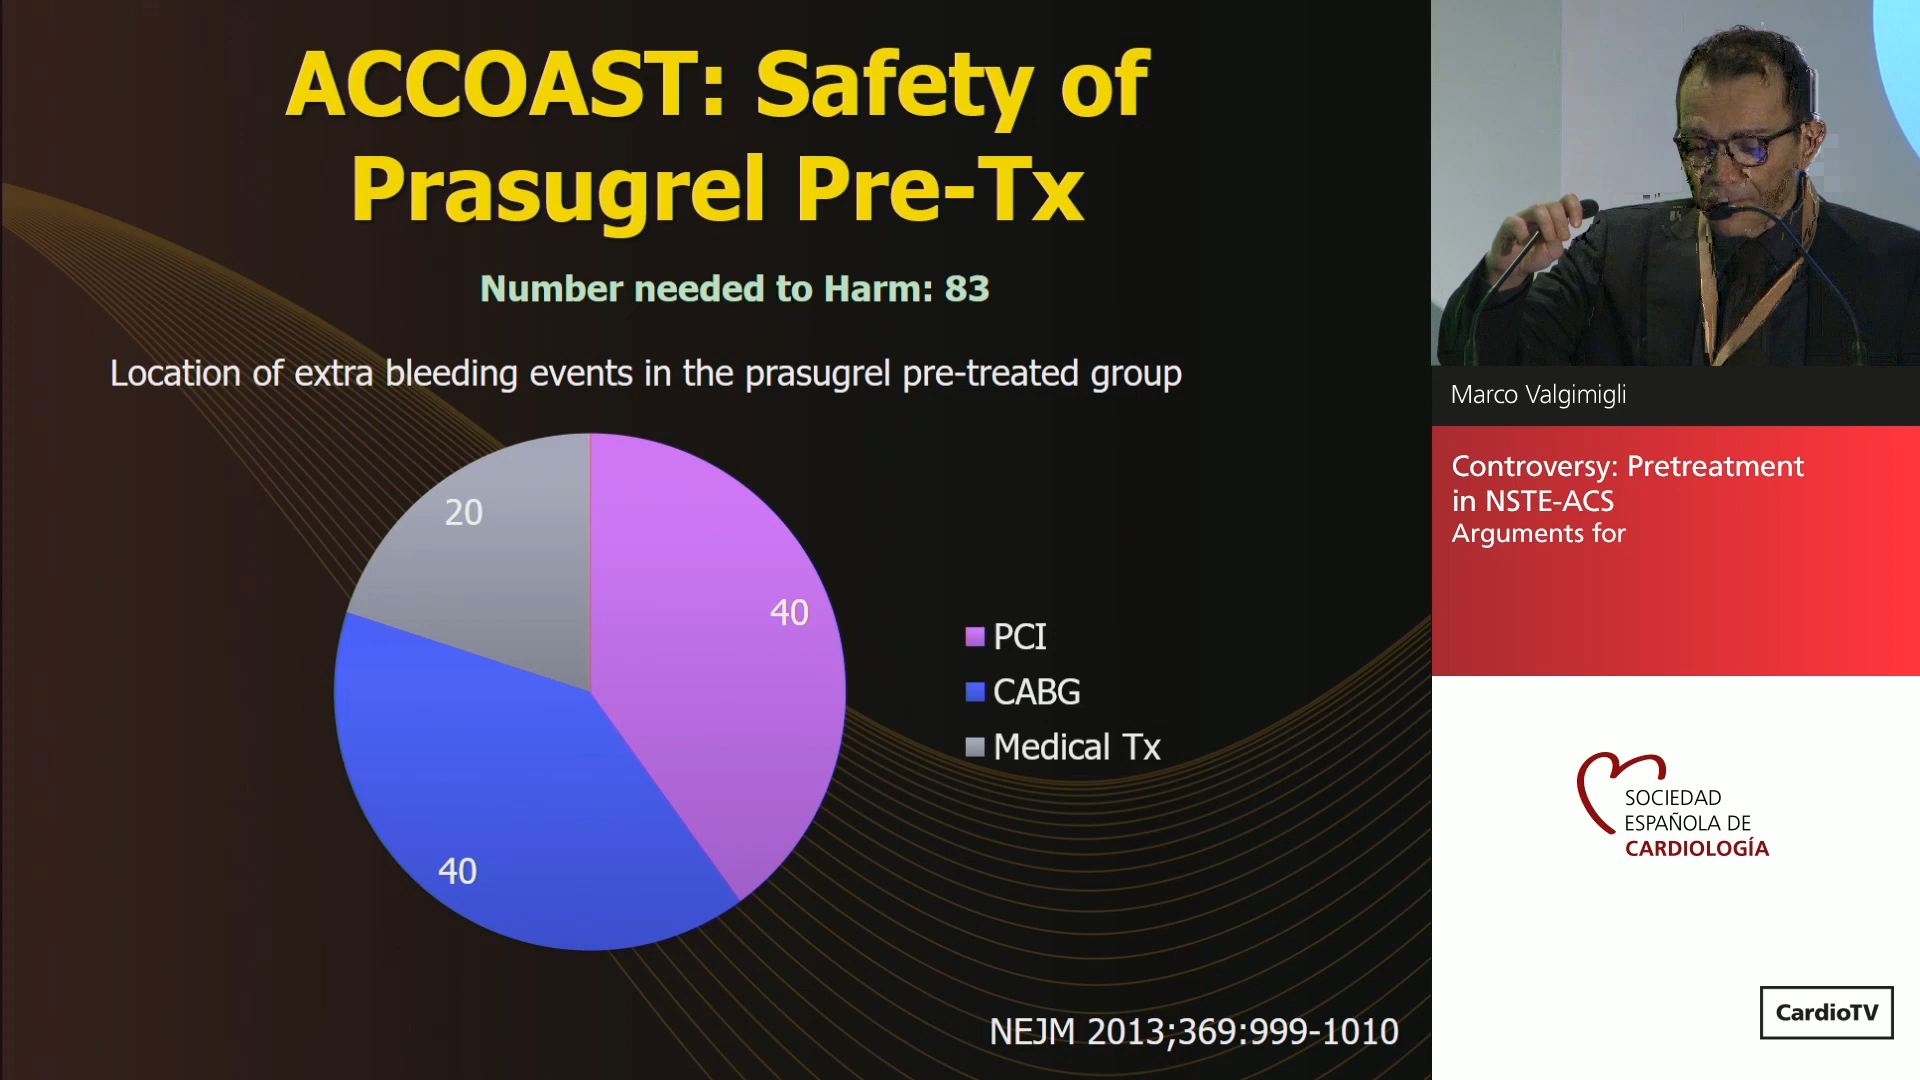 ACCOAST: Safety of
Prasugrel Pre-Tx
Number needed to Harm: 83
Location of extra bleeding events in the prasugrel pre-treated group
20
40
40
PCI
CABG
Medical Tx
NEJM 2013;369:999-1010
Marco Valgimigli
Controversy: Pretreatment
in NSTE-ACS
Arguments for
SOCIEDAD
ESPAÑOLA DE
CARDIOLOGÍA
CardioTV